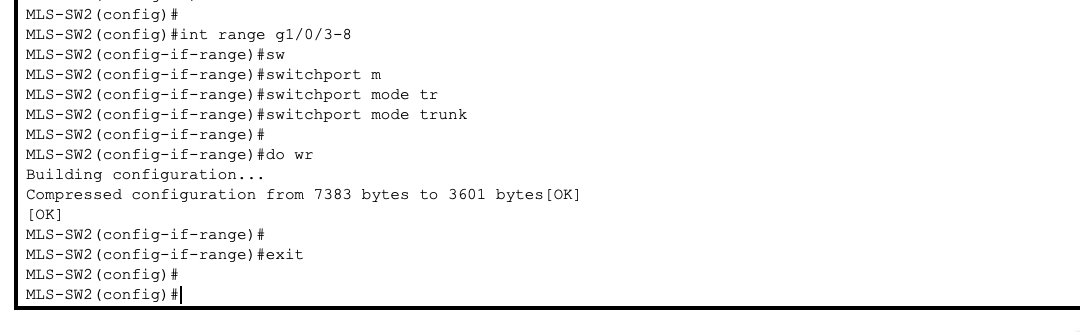 MLS-SW2(config)#
MLS-SW2(config)#int range g1/0/3-8
MLS-SW2(config-if-range)#sw
MLS-SW2(config-if-range)#switchport m
MLS-SW2(config-if-range)#switchport mode tr
MLS-SW2(config-if-range)#switchport mode trunk
MLS-SW2(config-if-range)#
MLS-SW2(config-if-range)#do wr
Building configuration...
Compressed configuration from 7383 bytes to 3601 bytes[OK]
[OK]
MLS-SW2(config-if-range)#
MLS-SW2(config-if-range)#exit
MLS-SW2(config)#
MLS-SW2(config)#